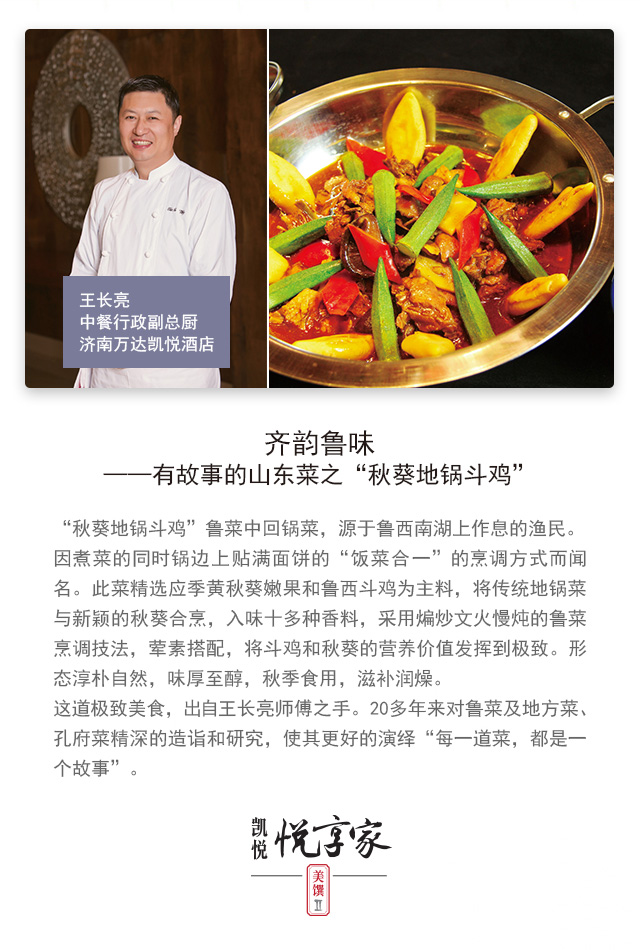 王长亮
中餐行政副总厨
济南万达凯悦酒店
齐韵鲁味
——有故事的山东菜之“秋葵地锅斗鸡”
“秋葵地锅斗鸡”鲁菜中回锅菜，源于鲁西南湖上作息的渔民。
因煮菜的同时锅边上贴满面饼的“饭菜合一”的烹调方式而闻
名。此菜精选应季黄秋葵嫩果和鲁西斗鸡为主料，将传统地锅菜
与新颖的秋葵合烹，入味十多种香料，采用煸炒文火慢炖的鲁菜
烹调技法，荤素搭配，将斗鸡和秋葵的营养价值发挥到极致。形
态淳朴自然，味厚至醇，秋季食用，滋补润燥。
这道极致美食，出自王长亮师傅之手。20多年来对鲁菜及地方菜、
孔府菜精深的造诣和研究，使其更好的演绎“每一道菜，都是一
个故事”。
凯悦
悦享家
美馔
II